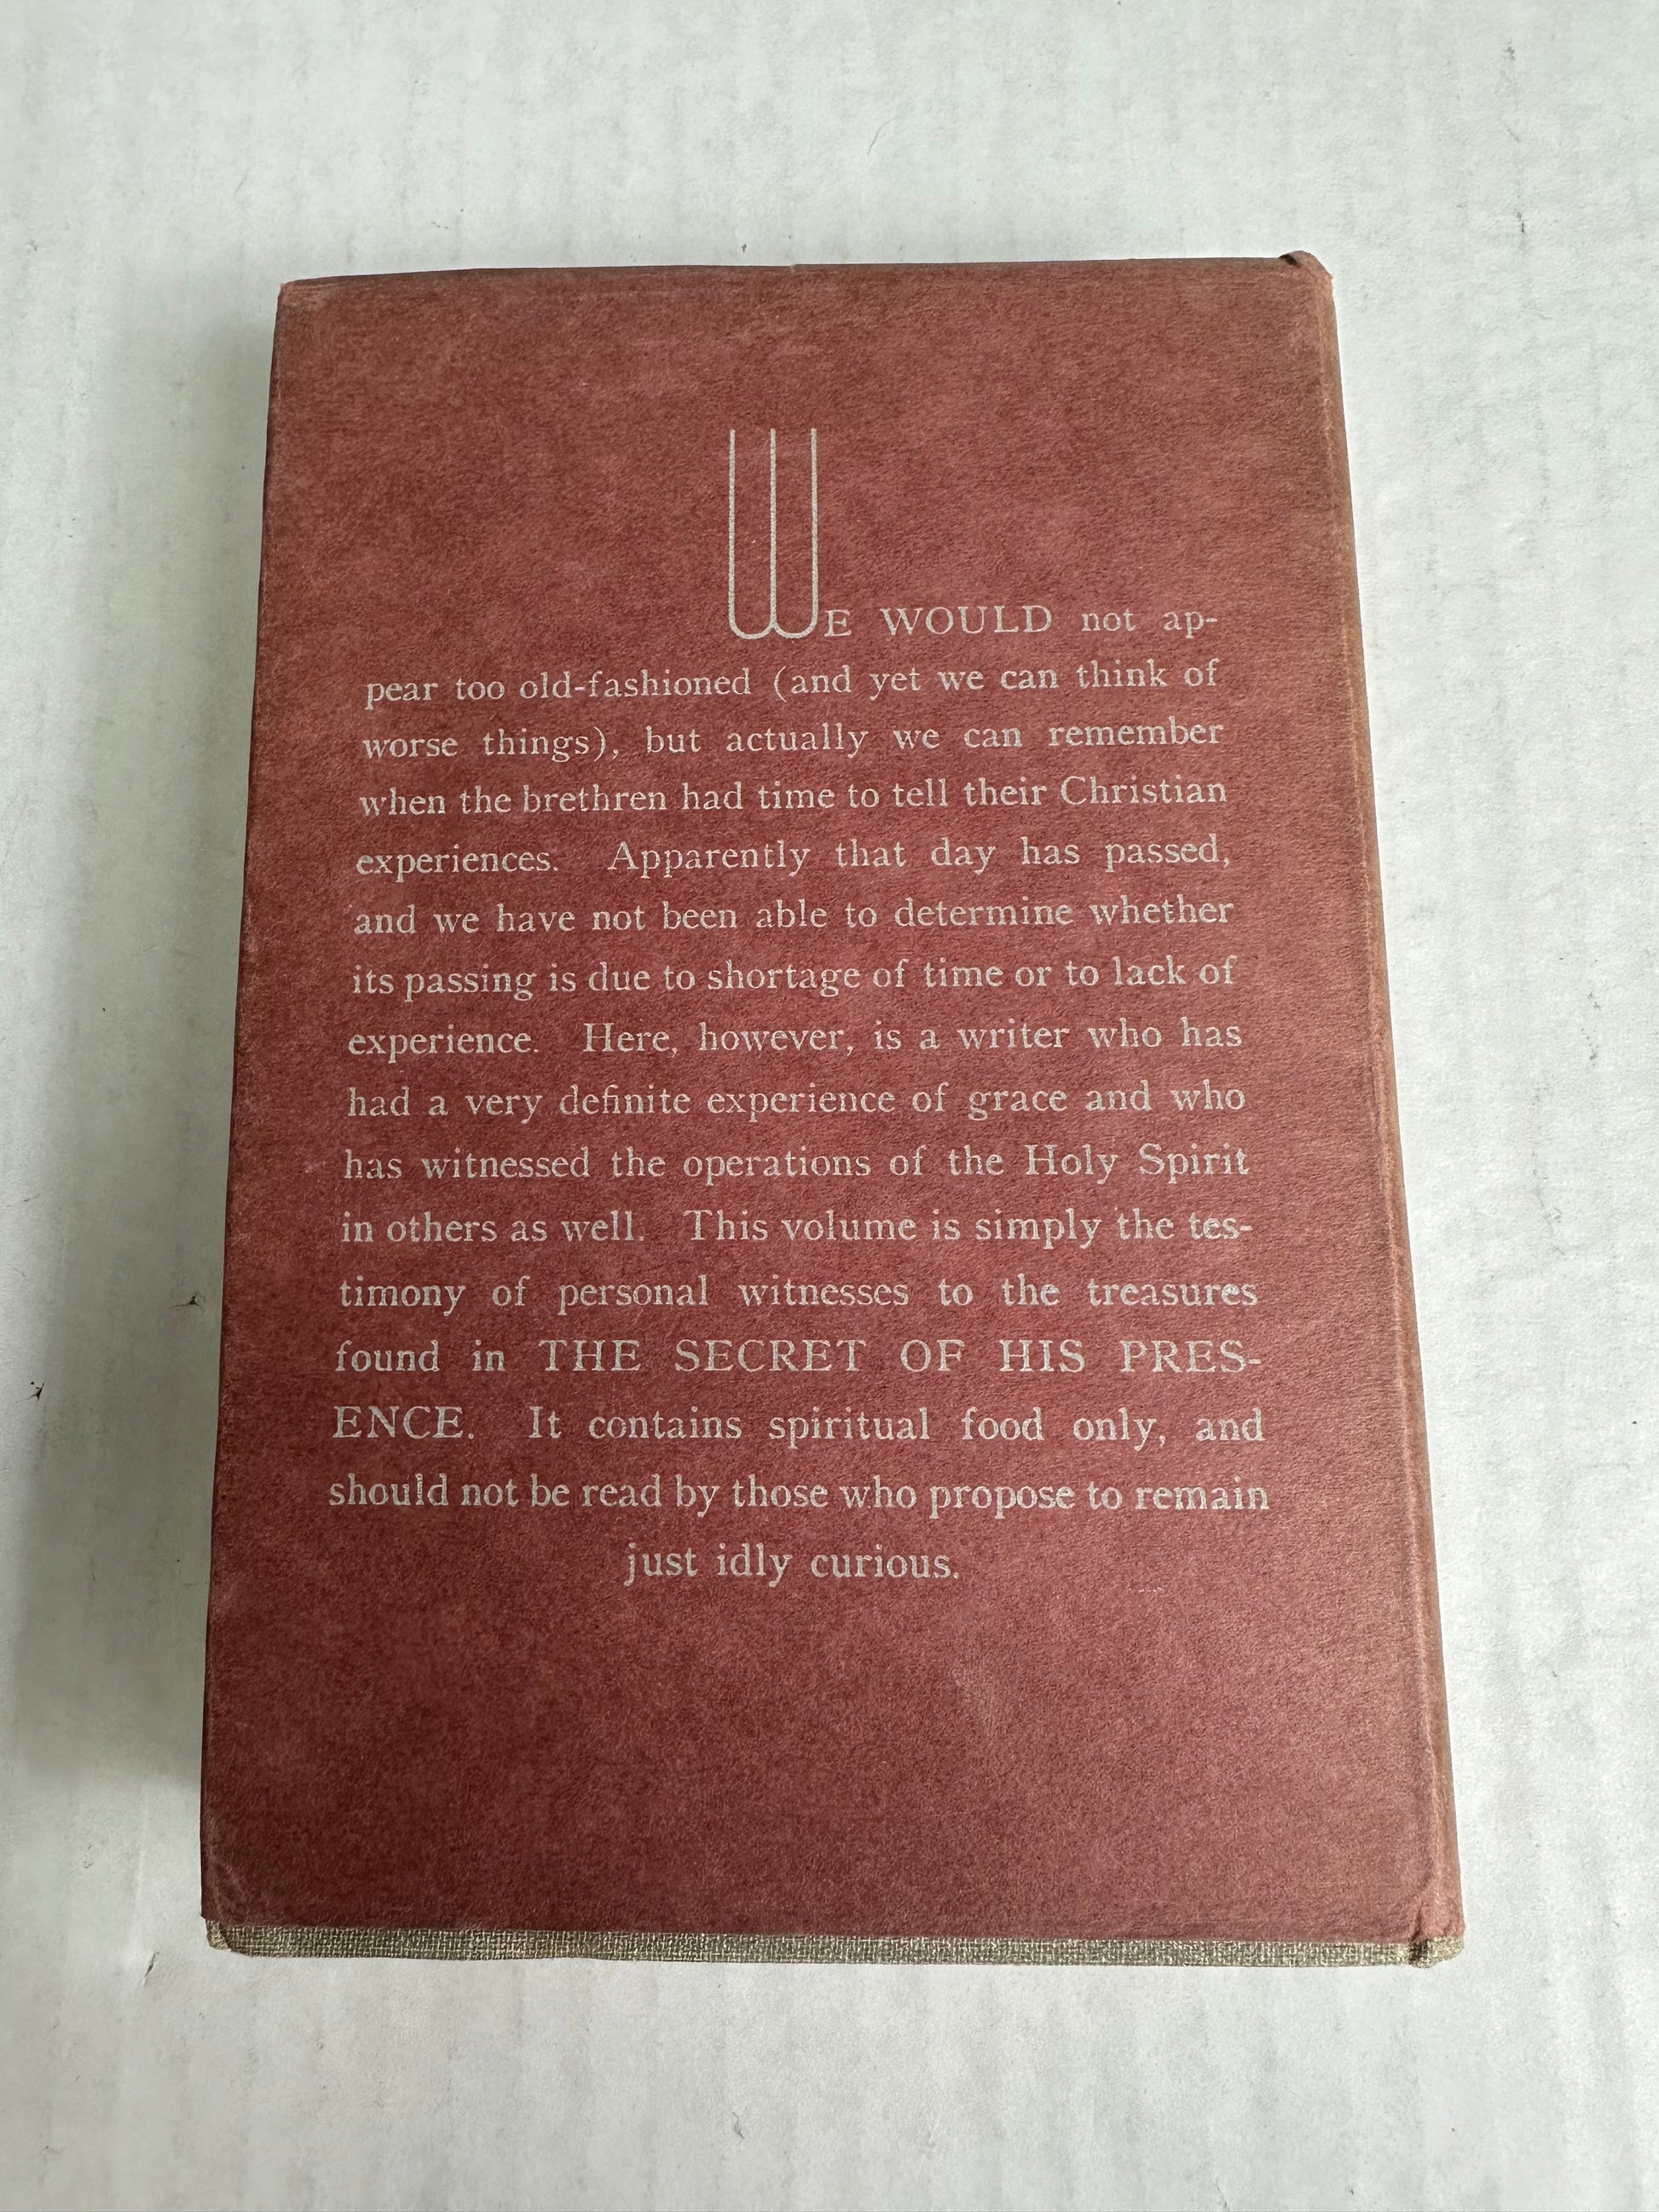 WE WOULD not ap-
pear too old-fashioned (and yet we can think of
worse things), but actually we can remember
when the brethren had time to tell their Christian
experiences. Apparently that day has passed,
and we have not been able to determine whether
its passing is due to shortage of time or to lack of
experience. Here, however, is a writer who has
had a very definite experience of grace and who
has witnessed the operations of the Holy Spirit
in others as well. This volume is simply the tes-
timony of personal witnesses to the treasures
found in THE SECRET OF HIS PRES-
ENCE. It contains spiritual food only, and
should not be read by those who propose to remain
just idly curious.